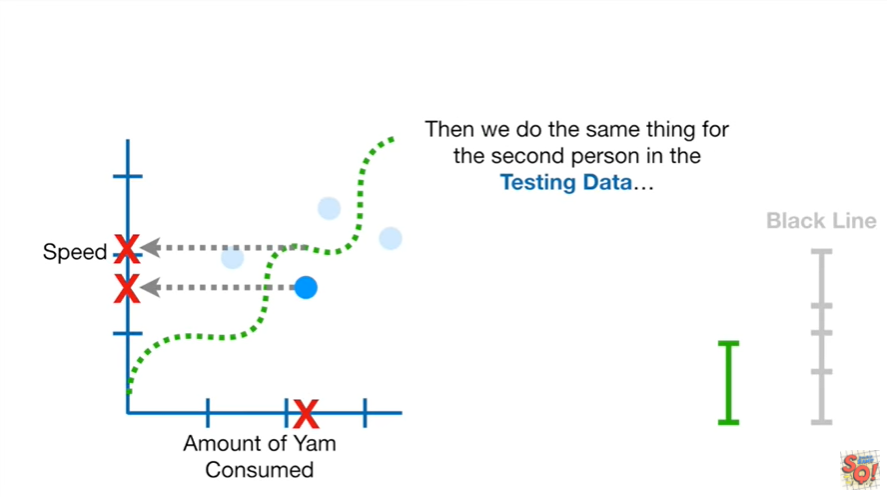 Then we do the same thing for
the second person in the
Testing Data...
Black Line
Speed
X
X
X
Amount of Yam
Consumed
SQ!